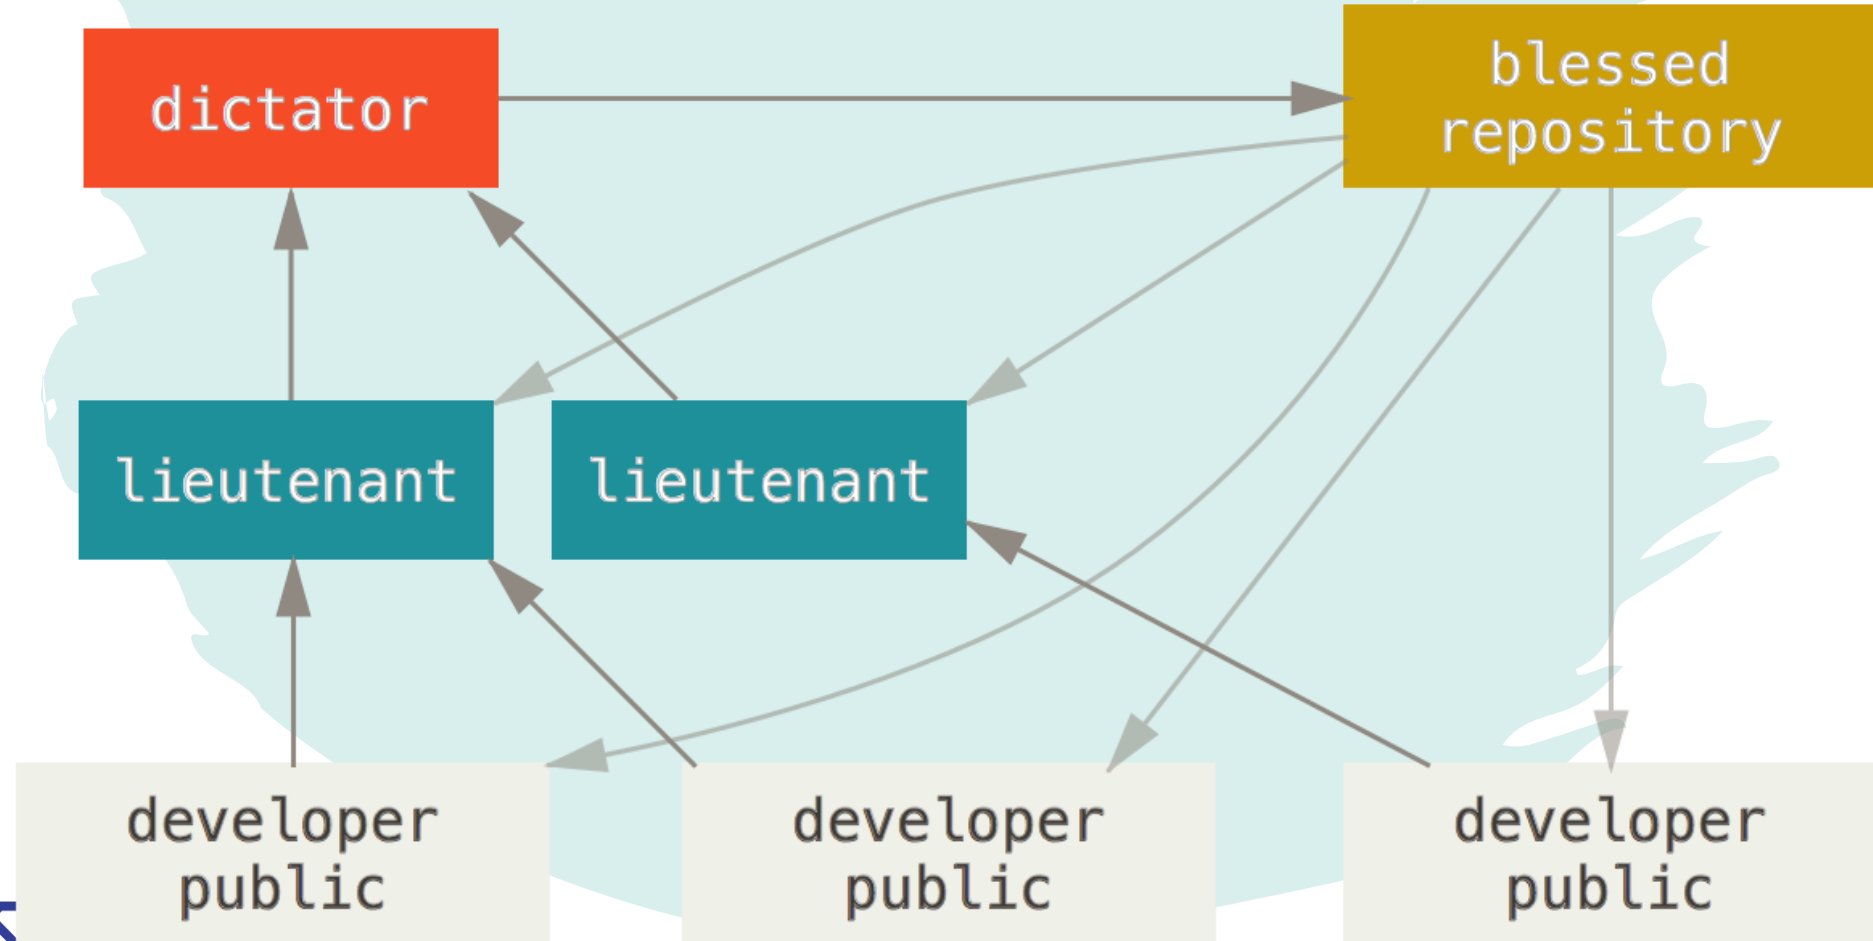 dictator
blessed
repository
lieutenant
lieutenant
developer
public
developer
public
developer
public